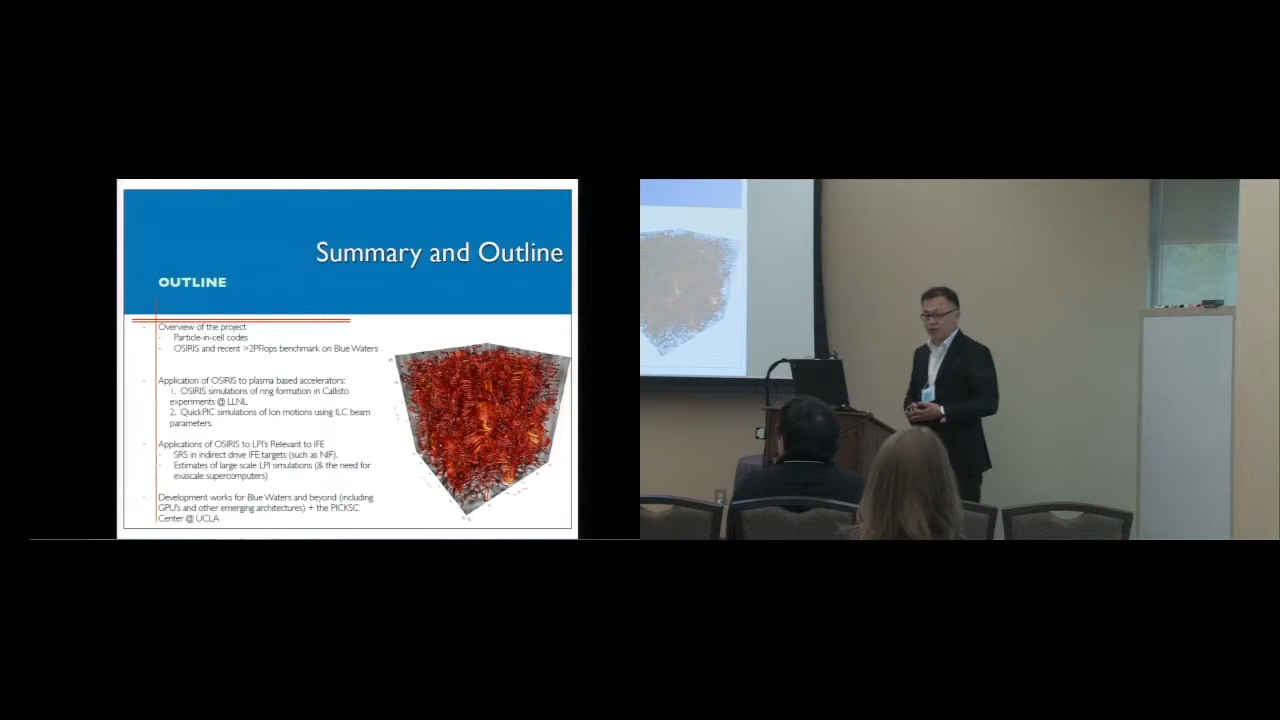 Summary and Outline
OUTLINE
- Overview of the project
- Particle-in-cell codes
- OSIRIS and recent >2PFlops benchmark on Blue Waters
- Application of OSIRIS to plasma based accelerators:
1. OSIRIS simulations of ring formation in Callisto
experiments @ LLNL
2. QuickPIC simulations of Ion motions using ILC beam
parameters.
- Applications of OSIRIS to LPI's Relevant to IFE
- SRS in indirect drive IFE targets (such as NIF).
- Estimates of large scale LPI simulations (& the need for
exascale supercomputers)
- Development works for Blue Waters and beyond (including
GPU's and other emerging architectures) + the PICKSC
Center @ UCLA